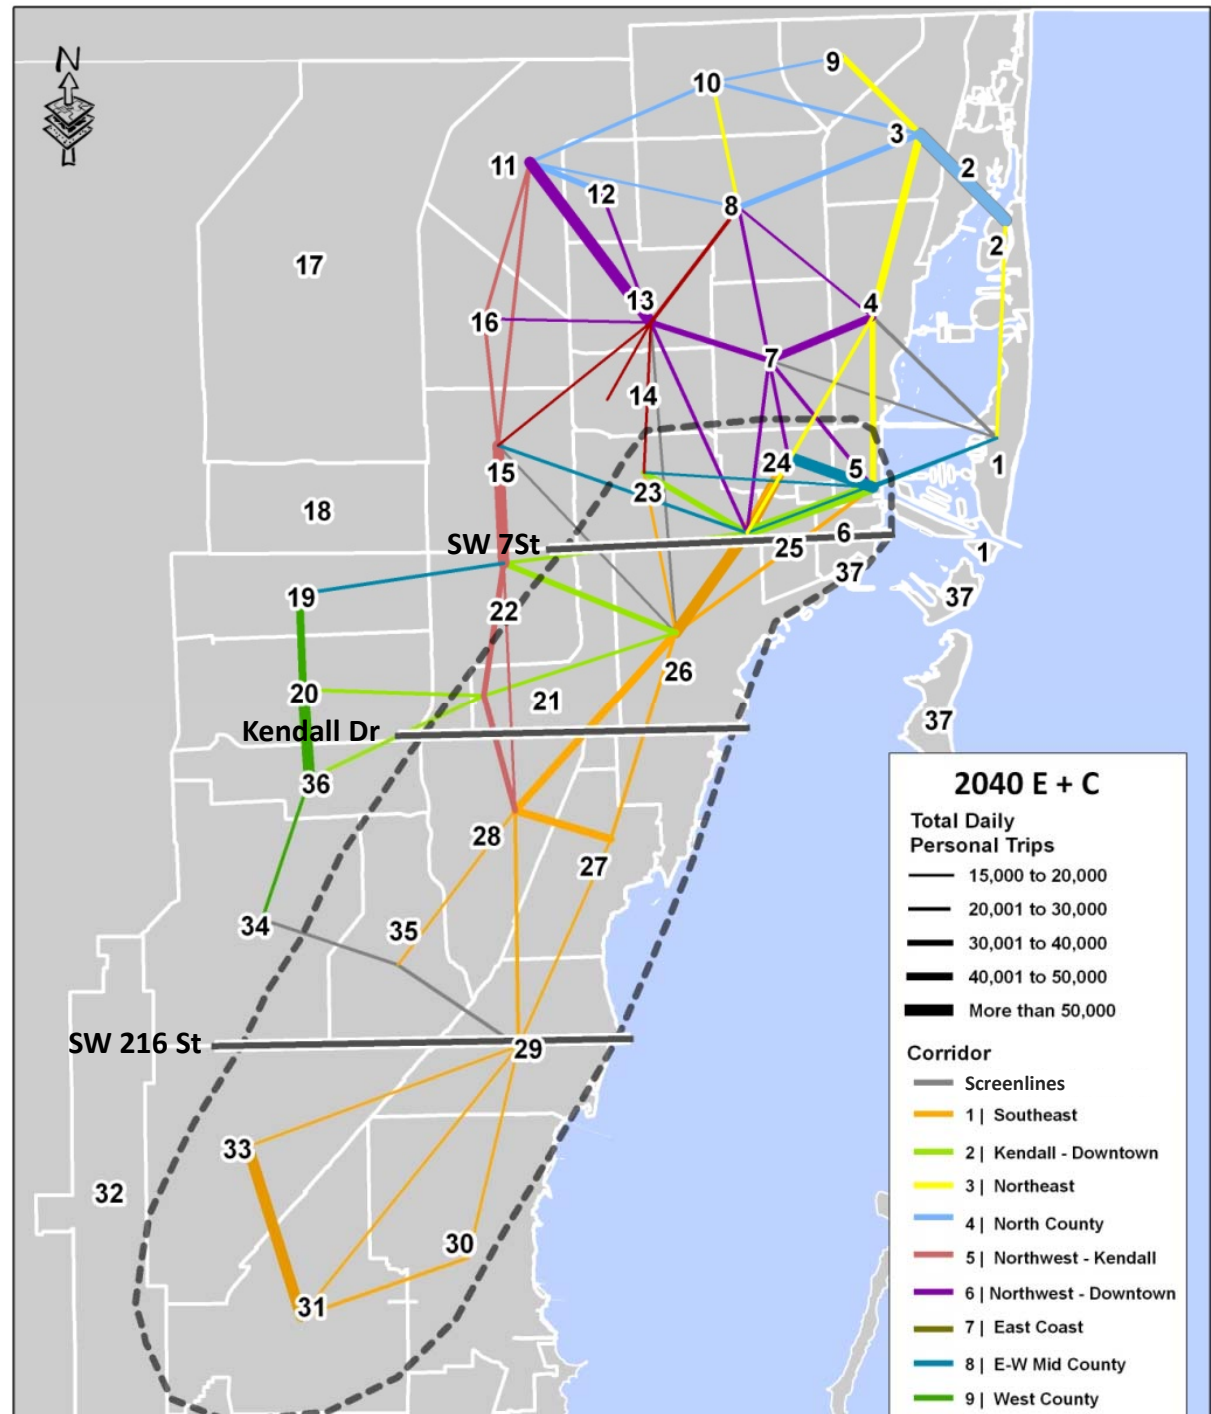 N
9
10
3
2
11
12
8
2
17
13
4
16
7
14
24
5
1
15
23
18
SW 7St
6
25
1
37
19
37
22
26
20
21
37
Kendall Dr
36
28
27
34
35
SW 216 St
29
33
32
30
31
2040 E + C
Total Daily
Personal Trips
15,000 to 20,000
20,001 to 30,000
30,001 to 40,000
40,001 to 50,000
More than 50,000
Corridor
Screenlines
1 | Southeast
2 | Kendall - Downtown
3 | Northeast
4 | North County
5 | Northwest - Kendall
6 | Northwest - Downtown
7 | East Coast
8 | E-W Mid County
9 | West County